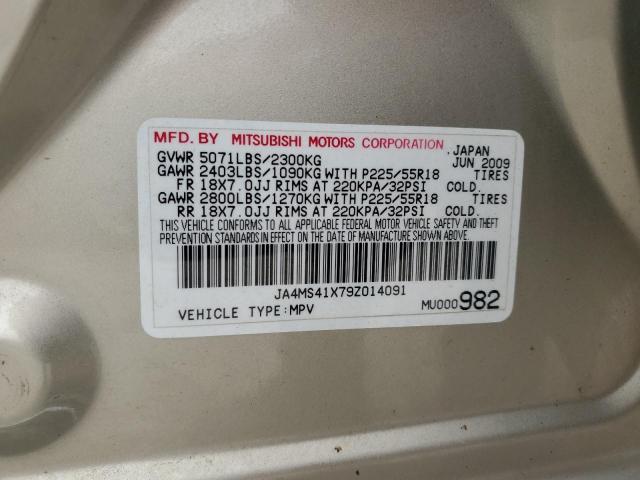 MFD. BY MITSUBISHI MOTORS CORPORATION. JAPAN
GVWR 5071LBS/2300KG JUN 2009
GAWR 2403LBS/1090KG WITH P225/55R18 TIRES
FR 18X7.0JJ RIMS AT 220KPA/32PSI COLD.
GAWR 2800LBS/1270KG WITH P225/55R18 TIRES
RR 18X7.0JJ RIMS AT 220KPA/32PSI COLD.
THIS VEHICLE CONFORMS TO ALL APPLICABLE FEDERAL MOTOR VEHICLE SAFETY AND THEFT
PREVENTION STANDARDS IN EFFECT ON THE DATE OF MANUFACTURE SHOWN ABOVE.
JA4MS41X79Z014091
VEHICLE TYPE:MPV MU000982